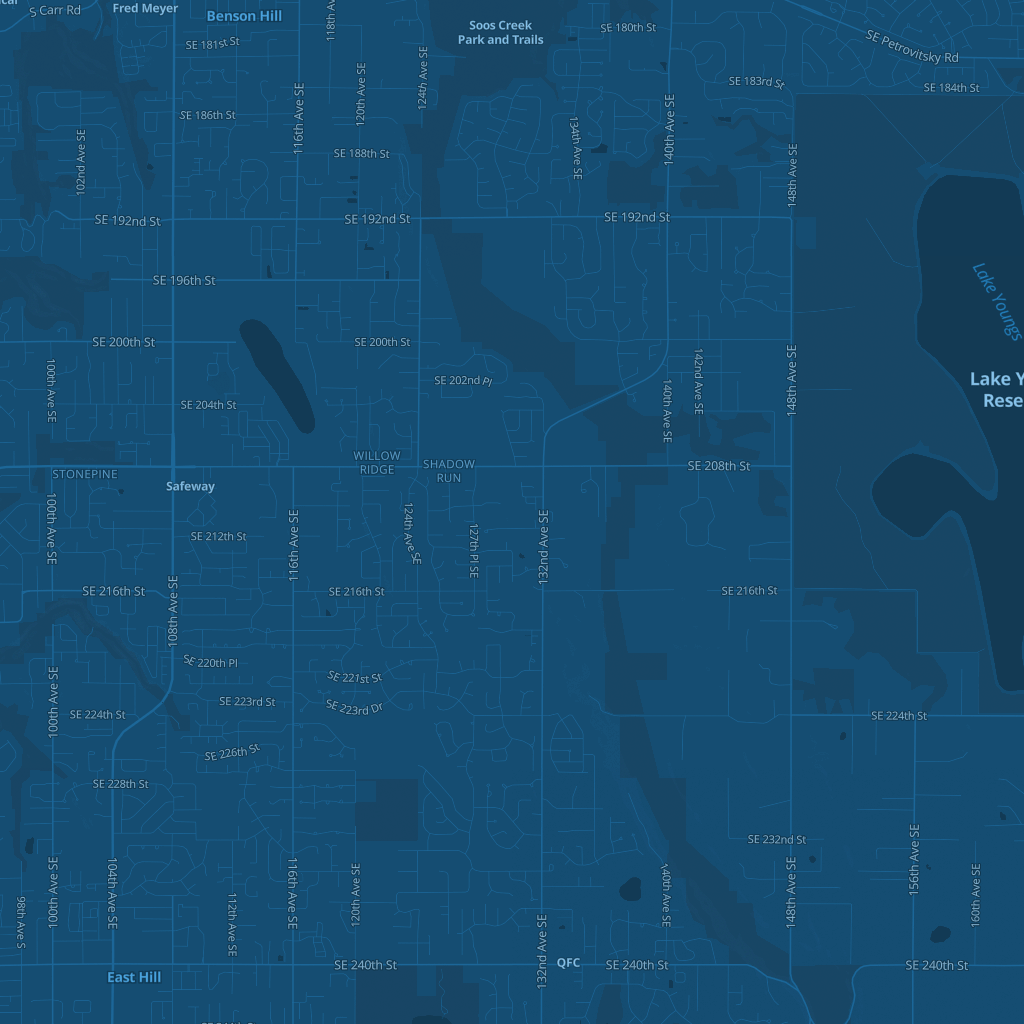 S Carr Rd
Fred Meyer
Benson Hill
Soos Creek
Park and Trails
SE 180th St
SE Petrovitsky Rd
SE 181st St
SE 183rd St
SE 184th St
124th Ave SE
120th Ave SE
116th Ave SE
SE 186th St
134th Ave SE
140th Ave SE
102nd Ave SE
SE 188th St
148th Ave SE
SE 192nd St
SE 192nd St
SE 192nd St
SE 196th St
Lake Youngs
SE 200th St
SE 200th St
SE 202nd Pl
100th Ave SE
SE 204th St
140th Ave SE
142nd Ave SE
148th Ave SE
Lake Y
Rese
WILLOW
RIDGE
SHADOW
RUN
SE 208th St
STONEPINE
Safeway
100th Ave SE
SE 212th St
116th Ave SE
124th Ave SE
127th Pl SE
132nd Ave SE
SE 216th St
SE 216th St
SE 216th St
108th Ave SE
SE 220th Pl
SE 221st St
100th Ave SE
SE 223rd St
SE 223rd Dr
SE 224th St
SE 224th St
SE 226th St
SE 228th St
SE 232nd St
156th Ave SE
98th Ave S
100th Ave SE
104th Ave SE
112th Ave SE
116th Ave SE
120th Ave SE
132nd Ave SE
140th Ave SE
148th Ave SE
160th Ave SE
SE 240th St
QFC
SE 240th St
SE 240th St
East Hill